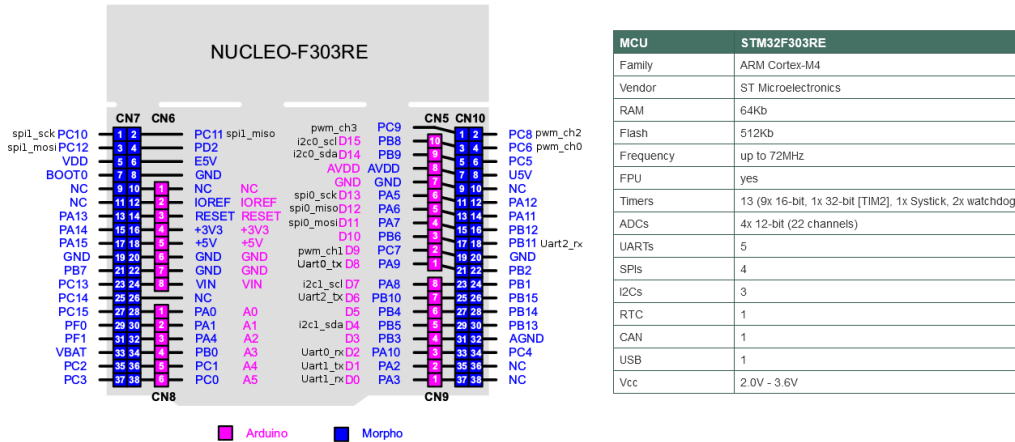 NUCLEO-F303RE
CN7 CN6 CN5 CN10
spi1_sck PC10 1 2 PC11 spi1_miso
spi1_mosi PC12 3 4 PD2
VDD 5 6 E5V
BOOT0 7 8 GND
NC 9 10 1 NC NC
NC 11 12 2 IOREF IOREF
PA13 13 14 3 RESET RESET
PA14 15 16 4 +3V3 +3V3
PA15 17 18 5 +5V +5V
GND 19 20 6 GND GND
PB7 21 22 7 GND GND
PC13 23 24 8 VIN VIN
PC14 25 26 NC
PC15 27 28 1 PA0 A0
PF0 29 30 2 PA1 A1
PF1 31 32 3 PA4 A2
VBAT 33 34 4 PB0 A3
PC2 35 36 5 PC1 A4
PC3 37 38 6 PC0 A5
CN8
pwm_ch3 PC9 1 2 PC8 pwm_ch2
i2c0_scl D15 PB8 10 3 4 PC6 pwm_ch0
i2c0_sda D14 PB9 9 5 6 PC5
AVDD AVDD 8 7 8 U5V
GND GND 7 9 10 NC
spi0_sck D13 PA5 6 11 12 PA12
spi0_miso D12 PA6 5 13 14 PA11
spi0_mosi D11 PA7 4 15 16 PB12
D10 PB6 3 17 18 PB11 Uart2_rx
pwm_ch1 D9 PC7 2 19 20 GND
Uart0_tx D8 PA9 1 21 22 PB2
i2c1_scl D7 PA8 8 23 24 PB1
Uart2_tx D6 PB10 7 25 26 PB15
D5 PB4 6 27 28 PB14
i2c1_sda D4 PB5 5 29 30 PB13
D3 PB3 4 31 32 AGND
Uart0_rx D2 PA10 3 33 34 PC4
Uart1_tx D1 PA2 2 35 36 NC
Uart1_rx D0 PA3 1 37 38 NC
CN9
Arduino Morpho
MCU STM32F303RE
Family ARM Cortex-M4
Vendor ST Microelectronics
RAM 64Kb
Flash 512Kb
Frequency up to 72MHz
FPU yes
Timers 13 (9x 16-bit, 1x 32-bit [TIM2], 1x Systick, 2x watchdog
ADCs 4x 12-bit (22 channels)
UARTs 5
SPIs 4
I2Cs 3
RTC 1
CAN 1
USB 1
Vcc 2.0V - 3.6V